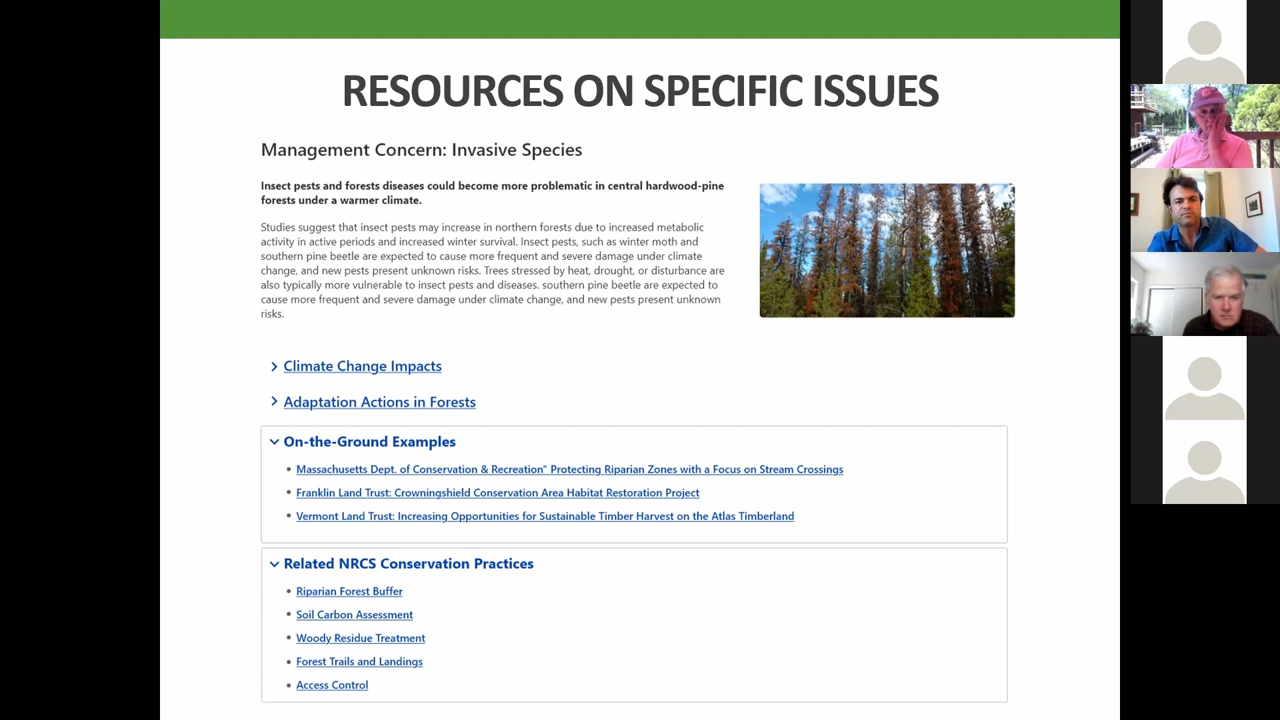 RESOURCES ON SPECIFIC ISSUES
Management Concern: Invasive Species
Insect pests and forests diseases could become more problematic in central hardwood-pine
forests under a warmer climate.
Studies suggest that insect pests may increase in northern forests due to increased metabolic
activity in active periods and increased winter survival. Insect pests, such as winter moth and
southern pine beetle are expected to cause more frequent and severe damage under climate
change, and new pests present unknown risks. Trees stressed by heat, drought, or disturbance are
also typically more vulnerable to insect pests and diseases. southern pine beetle are expected to
cause more frequent and severe damage under climate change, and new pests present unknown
risks.
Climate Change Impacts
Adaptation Actions in Forests
On-the-Ground Examples
• Massachusetts Dept. of Conservation & Recreation" Protecting Riparian Zones with a Focus on Stream Crossings
• Franklin Land Trust: Crowningshield Conservation Area Habitat Restoration Project
• Vermont Land Trust: Increasing Opportunities for Sustainable Timber Harvest on the Atlas Timberland
Related NRCS Conservation Practices
• Riparian Forest Buffer
• Soil Carbon Assessment
• Woody Residue Treatment
• Forest Trails and Landings
• Access Control